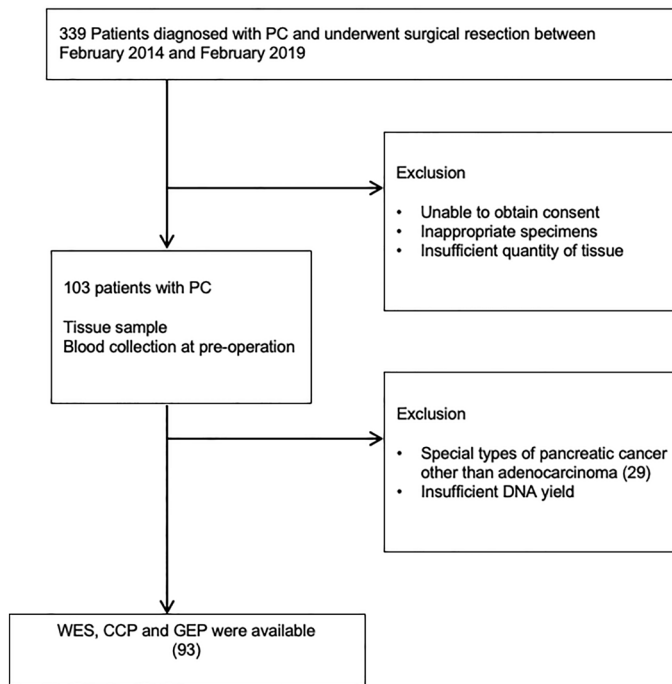 339 Patients diagnosed with PC and underwent surgical resection between
February 2014 and February 2019
Exclusion
• Unable to obtain consent
• Inappropriate specimens
• Insufficient quantity of tissue
103 patients with PC
Tissue sample
Blood collection at pre-operation
Exclusion
• Special types of pancreatic cancer
other than adenocarcinoma (29)
• Insufficient DNA yield
WES, CCP and GEP were available
(93)